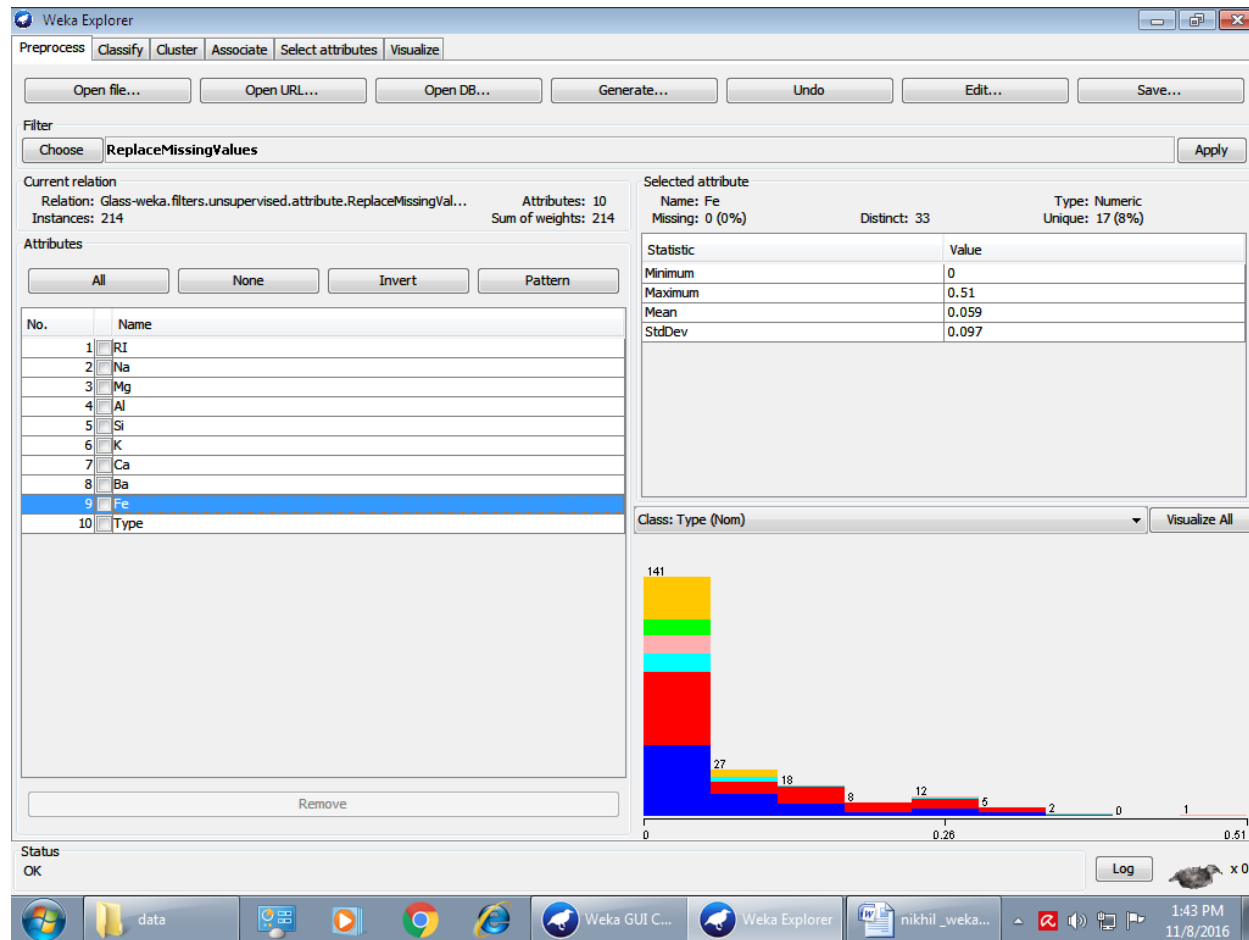 Weka Explorer
Preprocess Classify Cluster Associate Select attributes Visualize
Open file... Open URL... Open DB... Generate... Undo Edit... Save...
Filter
Choose ReplaceMissingValues Apply
Current relation
Relation: Glass-weka.filters.unsupervised.attribute.ReplaceMissingVal... Attributes: 10
Instances: 214 Sum of weights: 214
Selected attribute
Name: Fe Type: Numeric
Missing: 0 (0%) Distinct: 33 Unique: 17 (8%)
Attributes
All None Invert Pattern
No. Name
1 RI
2 Na
3 Mg
4 Al
5 Si
6 K
7 Ca
8 Ba
9 Fe
10 Type
Remove
Statistic Value
Minimum 0
Maximum 0.51
Mean 0.059
StdDev 0.097
Class: Type (Nom) Visualize All
141
27
18
8
12
5
2
0
1
0 0.26 0.51
Status
OK
Log x 0
data Weka GUI C... Weka Explorer nikhil _weka... 1:43 PM
11/8/2016